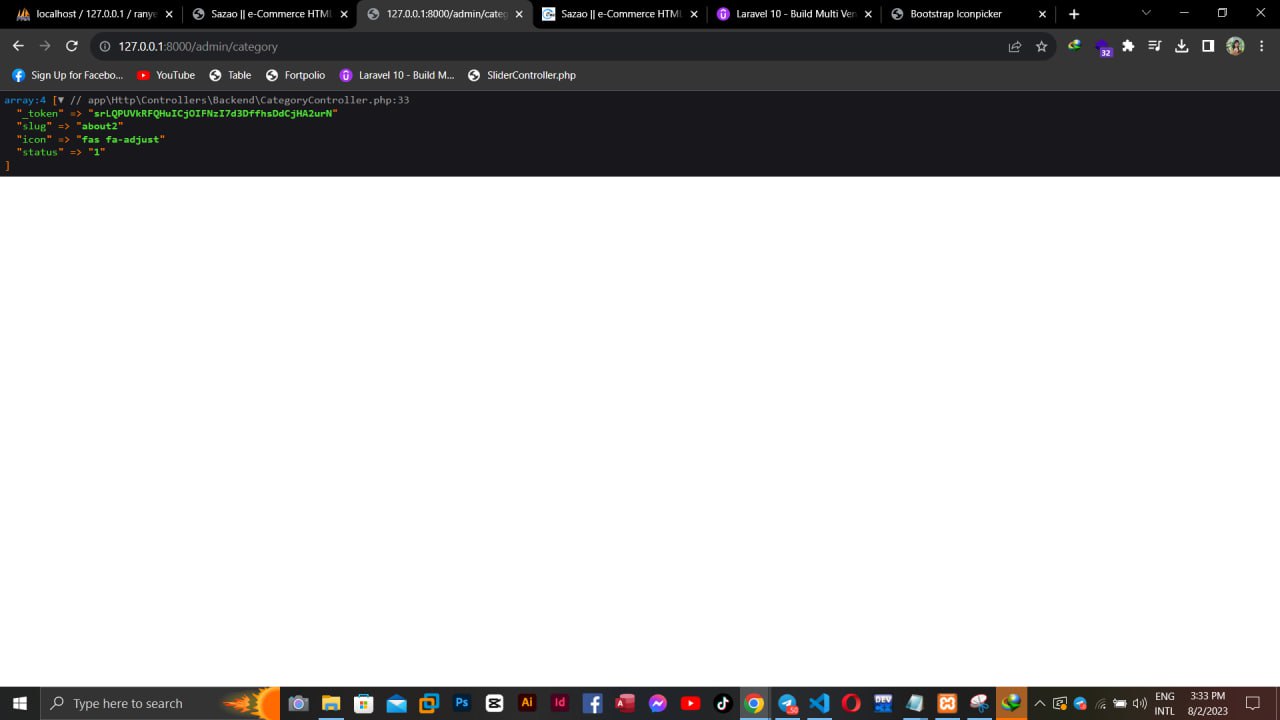 localhost / 127.0.0.1 / ranye
Sazao || e-Commerce HTML
127.0.0.1:8000/admin/categ
Sazao || e-Commerce HTML
Laravel 10 - Build Multi Ven
Bootstrap Iconpicker
127.0.0.1:8000/admin/category
32
Sign Up for Facebo...
YouTube
Table
Fortpolio
Laravel 10 - Build M...
SliderController.php
array:4 [▼ // app\Http\Controllers\Backend\CategoryController.php:33
"_token" => "srLQPUVkRFQHuICjOIFNzI7d3DffhsDdCjHA2urN"
"slug" => "about2"
"icon" => "fas fa-adjust"
"status" => "1"
]
Type here to search
Ps
Ai
Id
DEV
ENG
INTL
3:33 PM
8/2/2023